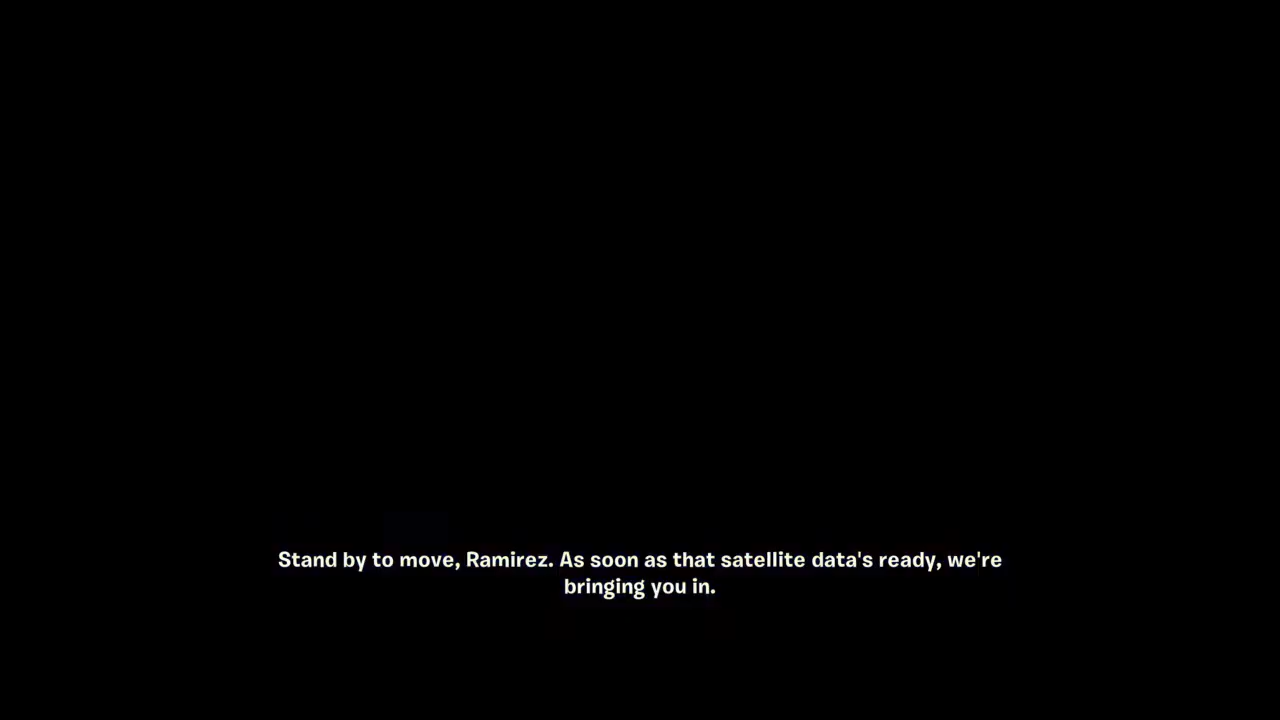 Stand by to move, Ramirez. As soon as that satellite data's ready, we're
bringing you in.